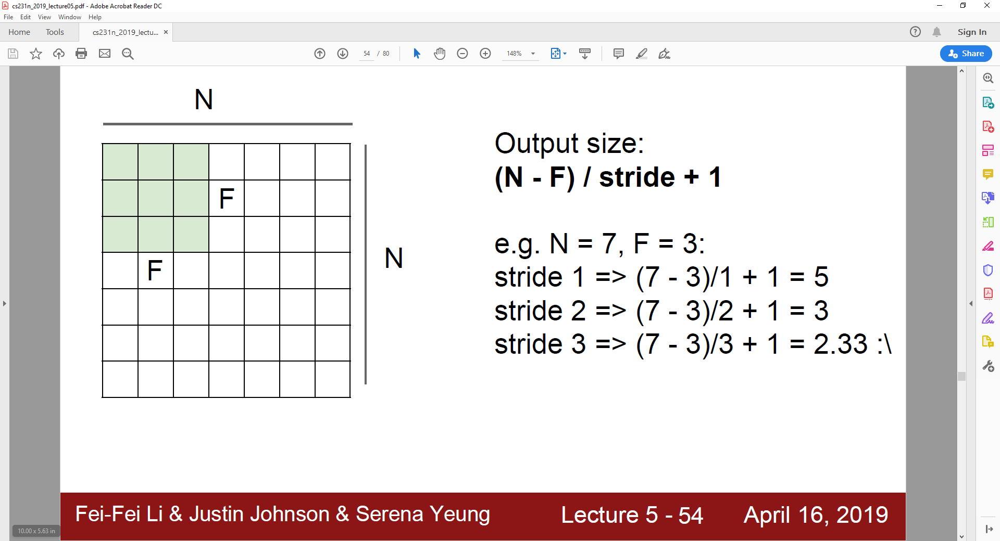 cs231n_2019_lecture05.pdf - Adobe Acrobat Reader DC
File Edit View Window Help
Home Tools cs231n_2019_lectu... ×
Sign In
54 / 80
148%
Share
N
N
F
F
Output size:
(N - F) / stride + 1
e.g. N = 7, F = 3:
stride 1 => (7 - 3)/1 + 1 = 5
stride 2 => (7 - 3)/2 + 1 = 3
stride 3 => (7 - 3)/3 + 1 = 2.33 :\
Fei-Fei Li & Justin Johnson & Serena Yeung
Lecture 5 - 54
April 16, 2019
10.00 x 5.63 in